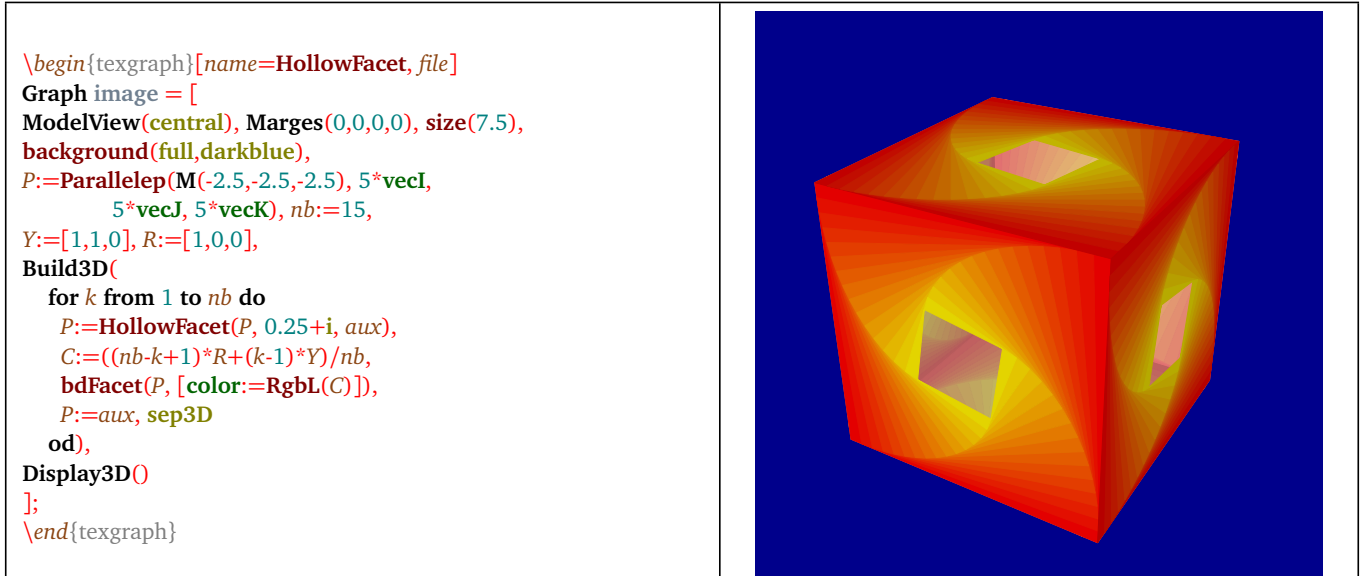 \begin{texgraph}[name=HollowFacet, file]
Graph image = [
ModelView(central), Marges(0,0,0,0), size(7.5),
background(full,darkblue),
P:=Parallelep(M(-2.5,-2.5,-2.5), 5*vecI,
5*vecJ, 5*vecK), nb:=15,
Y:=[1,1,0], R:=[1,0,0],
Build3D(
for k from 1 to nb do
P:=HollowFacet(P, 0.25+i, aux),
C:=((nb-k+1)*R+(k-1)*Y)/nb,
bdFacet(P, [color:=RgbL(C)]),
P:=aux, sep3D
od),
Display3D()
];
\end{texgraph}